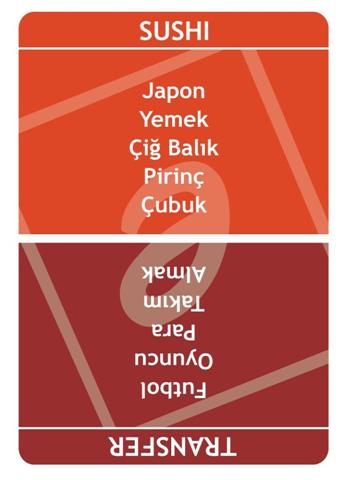 SUSHI
Japon
Yemek
Çiğ Balık
Pirinç
Çubuk
TRANSFER
Futbol
Oyuncu
Para
Takım
Almak